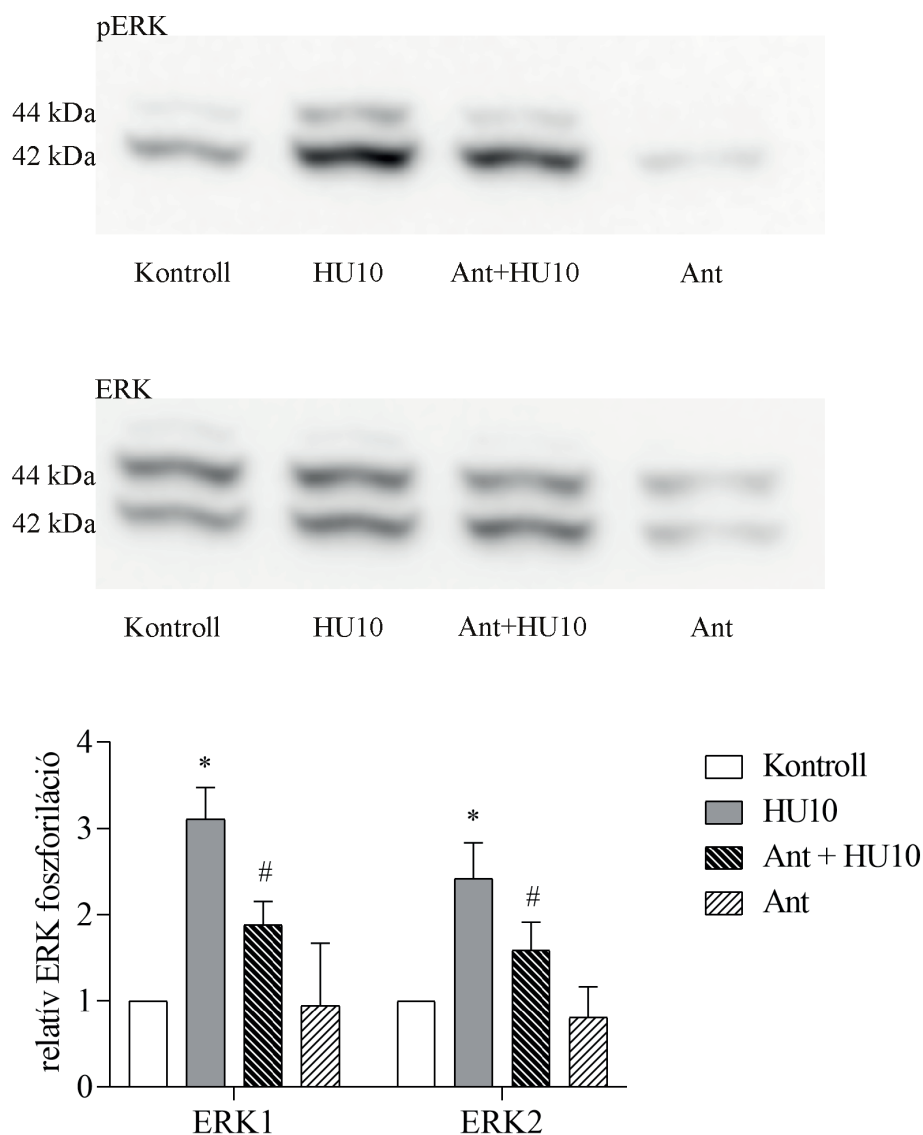 pERK
44 kDa
42 kDa
Kontroll HU10 Ant+HU10 Ant
ERK
44 kDa
42 kDa
Kontroll HU10 Ant+HU10 Ant
relatív ERK foszforiláció
4
3
2
1
0
* # * #
ERK1 ERK2
Kontroll
HU10
Ant + HU10
Ant